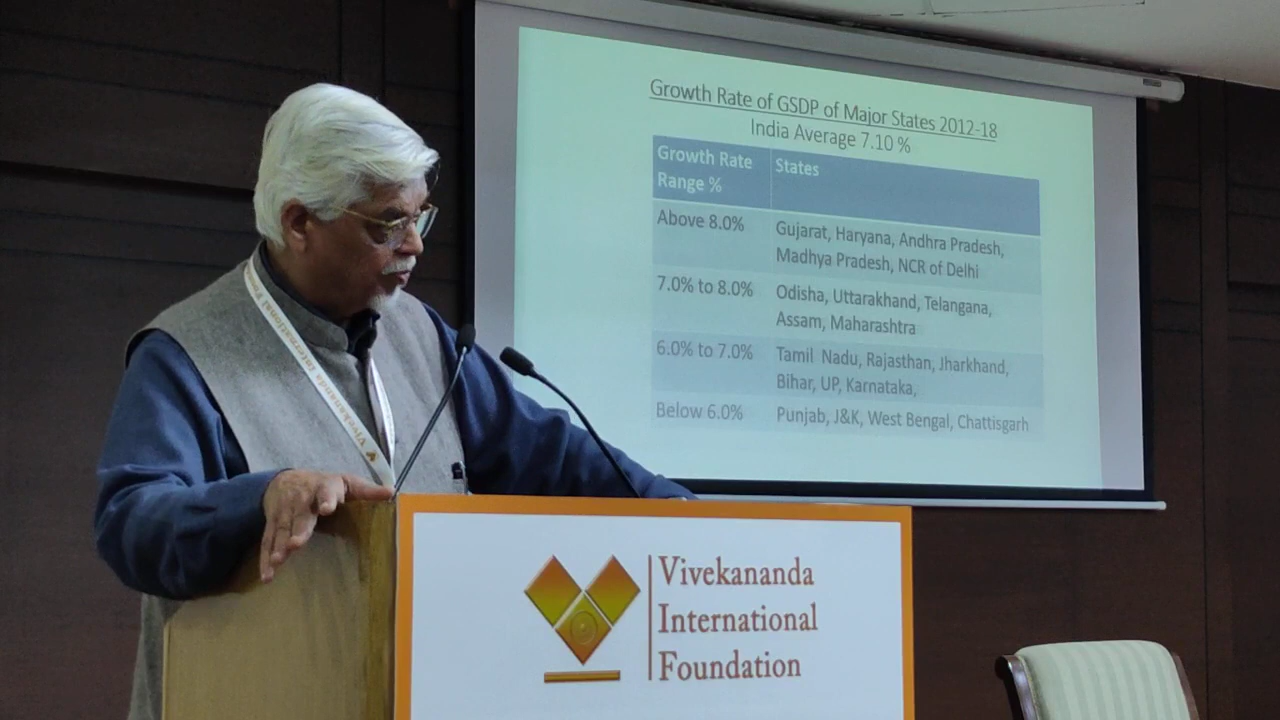 Growth Rate of GSDP of Major States 2012-18
India Average 7.10 %
Growth Rate
Range %
States
Above 8.0%
Gujarat, Haryana, Andhra Pradesh,
Madhya Pradesh, NCR of Delhi
7.0% to 8.0%
Odisha, Uttarakhand, Telangana,
Assam, Maharashtra
6.0% to 7.0%
Tamil Nadu, Rajasthan, Jharkhand,
Bihar, UP, Karnataka,
Below 6.0%
Punjab, J&K, West Bengal, Chattisgarh
Vivekananda International
Vivekananda
International
Foundation